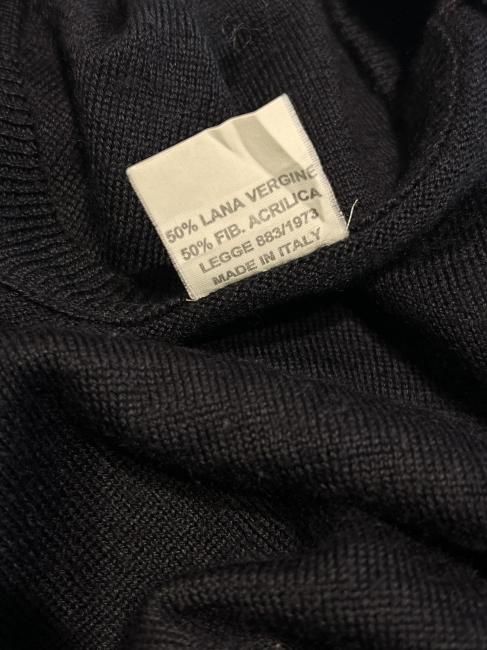 50% LANA VERGINE
50% FIB. ACRILICA
LEGGE 883/1973
MADE IN ITALY